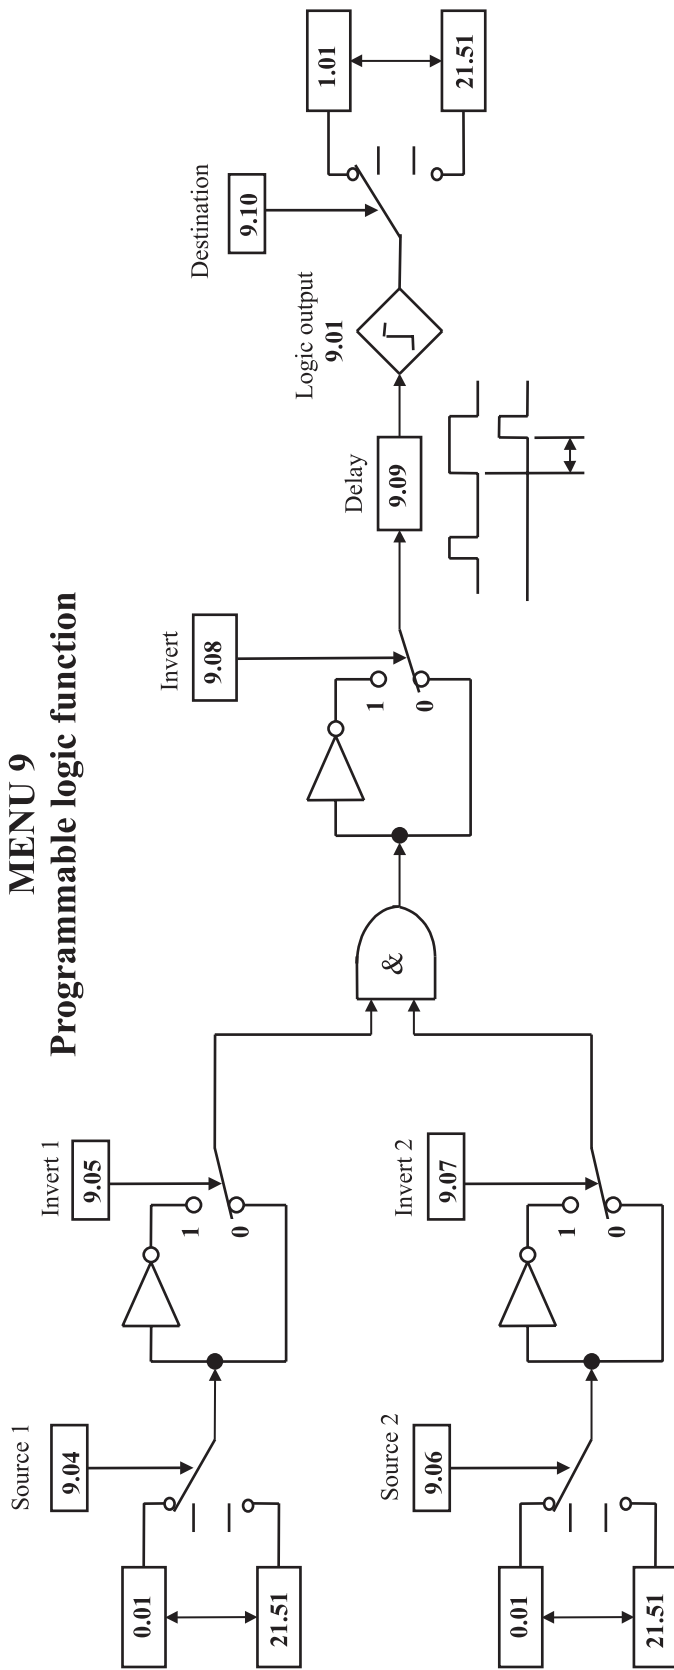 MENU 9
Programmable logic function
Source 1
9.04
0.01
21.51
Invert 1
9.05
1
0
Source 2
9.06
0.01
21.51
Invert 2
9.07
1
0
&
Invert
9.08
1
0
Delay
9.09
Logic output
9.01
Destination
9.10
1.01
21.51